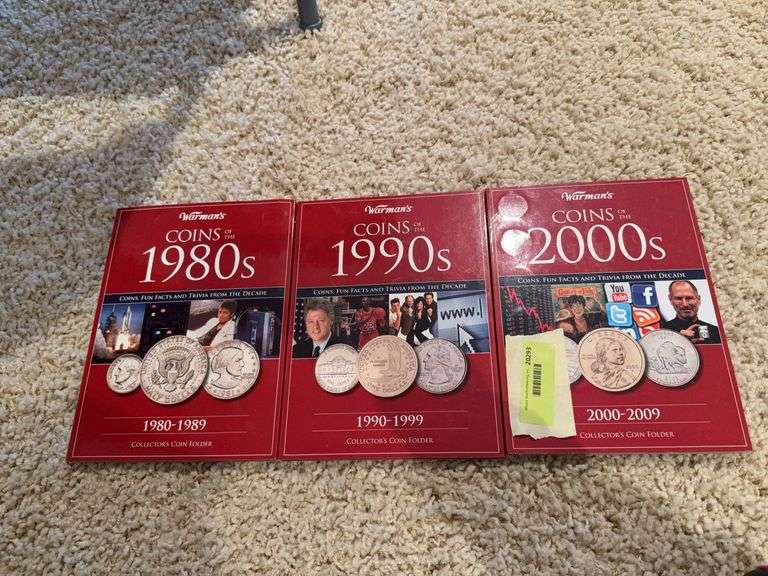 Warman's
COINS OF THE
1980s
COINS, FUN FACTS AND TRIVIA FROM THE DECADE
1980-1989
COLLECTOR'S COIN FOLDER
Warman's
COINS OF THE
1990s
COINS, FUN FACTS AND TRIVIA FROM THE DECADE
www.
1990-1999
COLLECTOR'S COIN FOLDER
Warman's
COINS OF THE
2000s
COINS, FUN FACTS AND TRIVIA FROM THE DECADE
You
Tube
20293
2000-2009
COLLECTOR'S COIN FOLDER